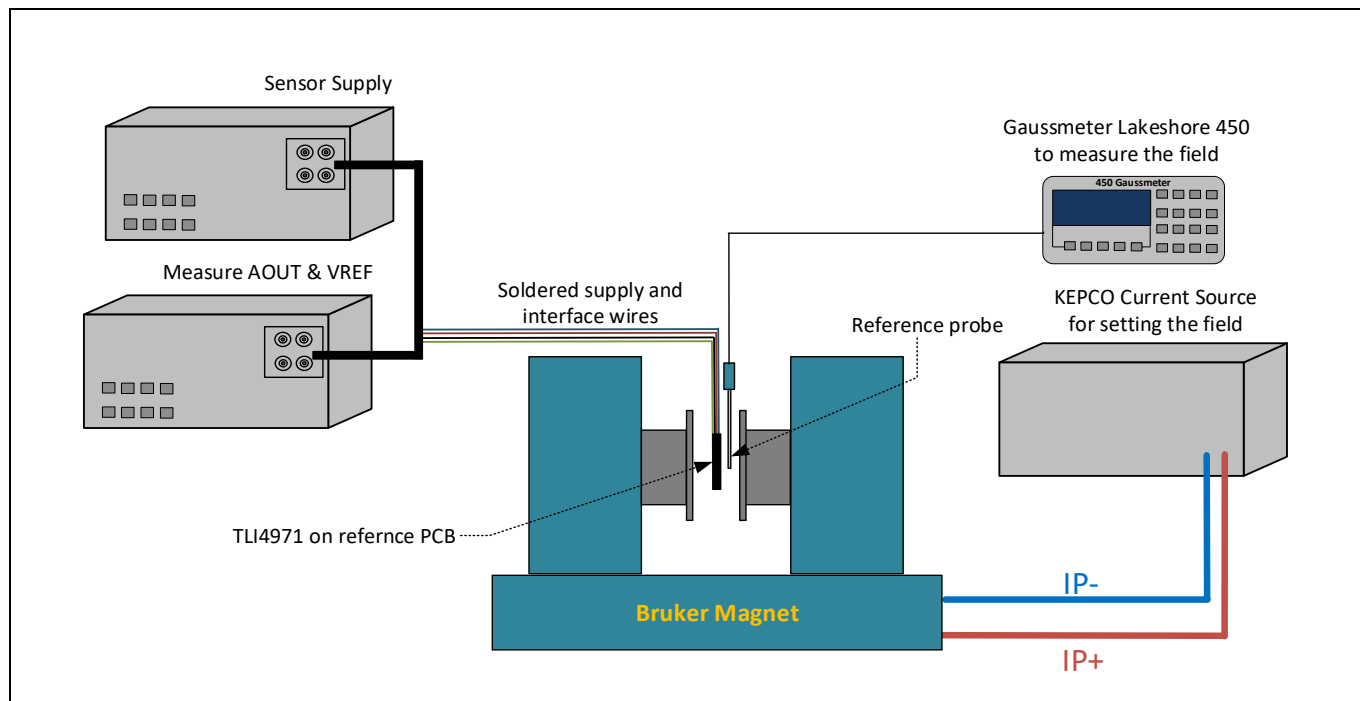 Sensor Supply
Gaussmeter Lakeshore 450
to measure the field
450 Gaussmeter
Measure AOUT & VREF
Soldered supply and
interface wires
Reference probe
KEPCO Current Source
for setting the field
TLI4971 on refernce PCB
Bruker Magnet
IP-
IP+